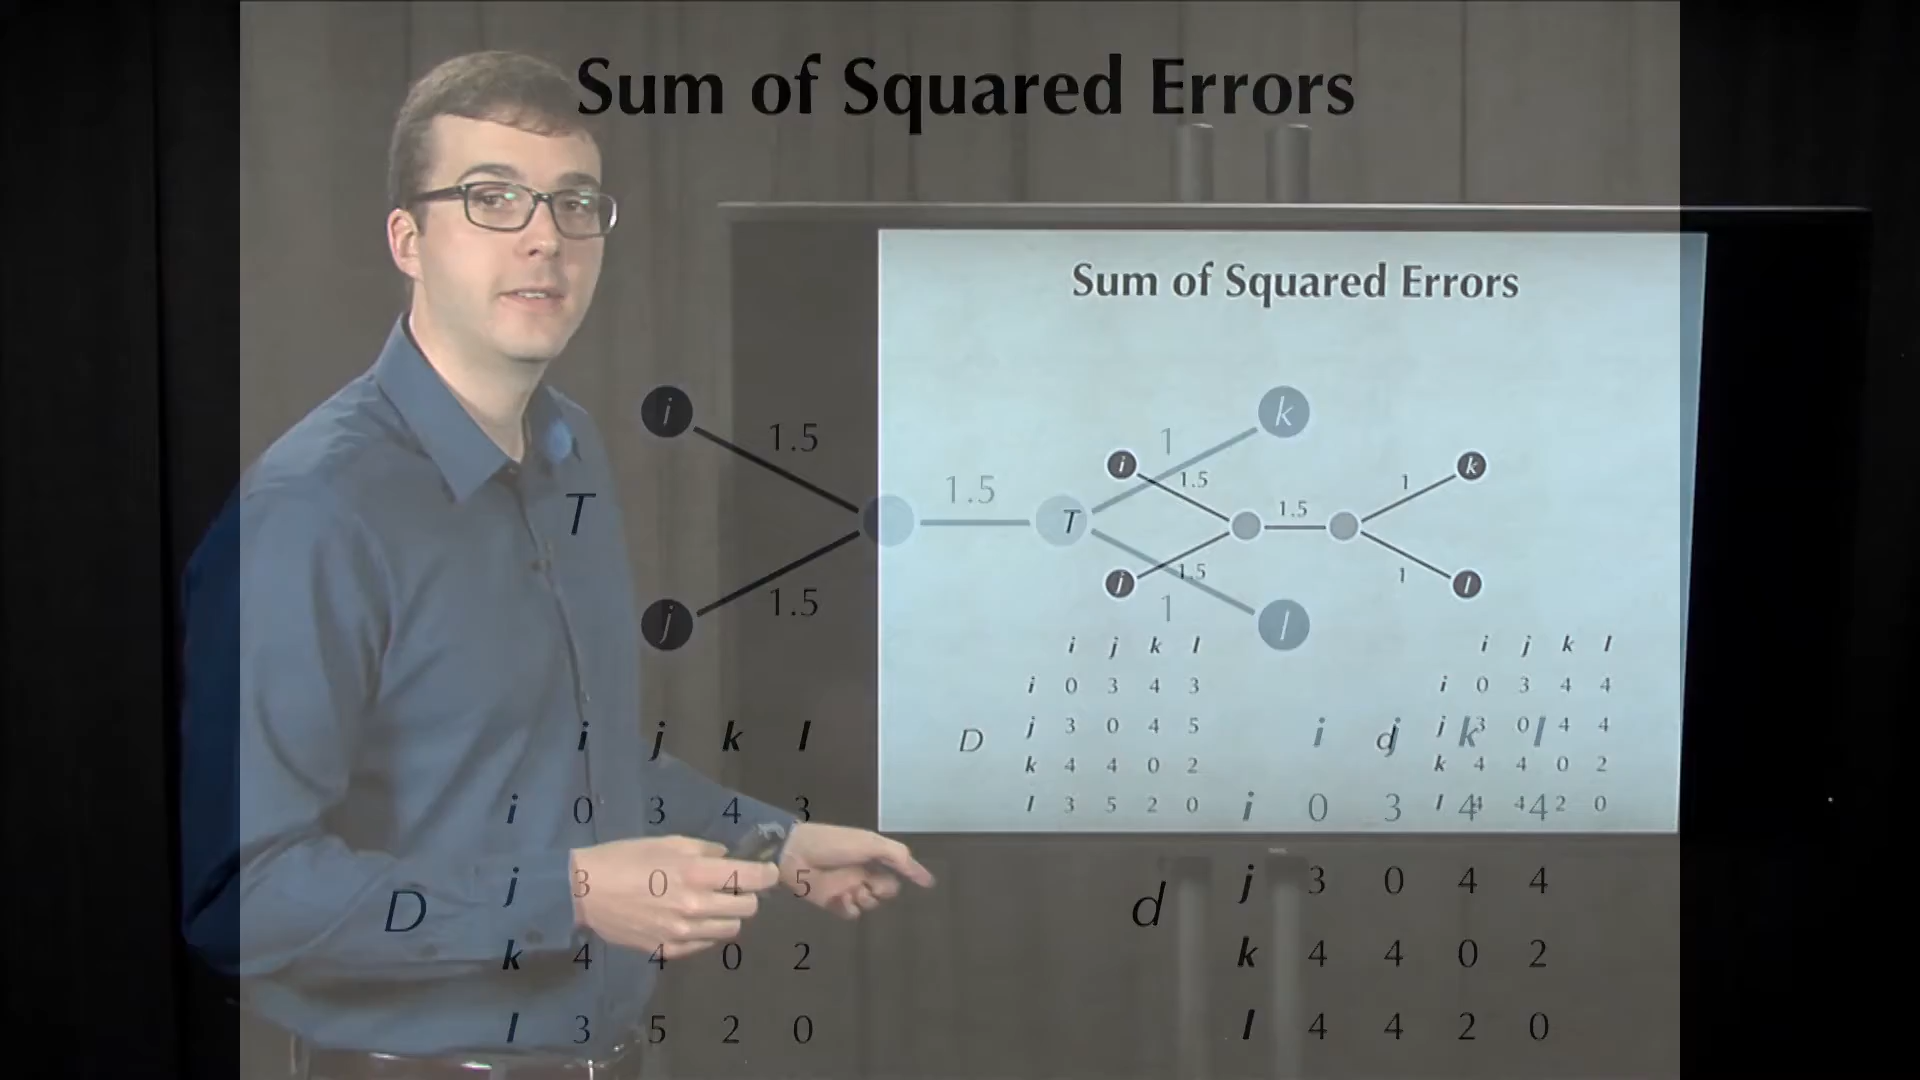 Sum of Squared Errors
i 1.5 1 k
T 1.5
j 1.5 1 l
i j k l
i 0 3 4 3
D j 3 0 4 5
k 4 4 0 2
l 3 5 2 0
i j k l
i 0 3 4 4
d j 3 0 4 4
k 4 4 0 2
l 4 4 2 0
Sum of Squared Errors
i 1.5 1 k
T 1.5
j 1.5 1 l
i j k l
i 0 3 4 3
D j 3 0 4 5
k 4 4 0 2
l 3 5 2 0
i j k l
i 0 3 4 4
d j 3 0 4 4
k 4 4 0 2
l 4 4 2 0